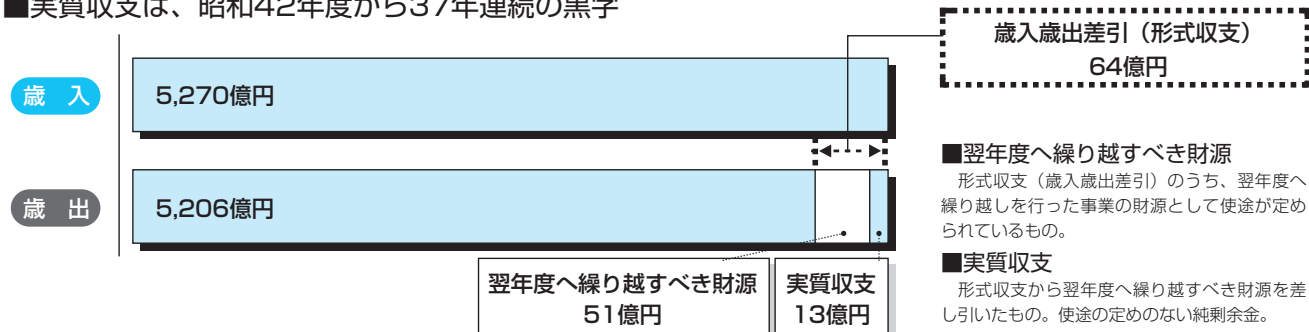 ■実質収支は、昭和42年度から37年連続の黒字
歳入歳出差引（形式収支）
64億円
歳 入
5,270億円
歳 出
5,206億円
翌年度へ繰り越すべき財源
51億円
実質収支
13億円
■翌年度へ繰り越すべき財源
形式収支（歳入歳出差引）のうち、翌年度へ
繰り越しを行った事業の財源として使途が定め
られているもの。
■実質収支
形式収支から翌年度へ繰り越すべき財源を差
し引いたもの。使途の定めのない純剰余金。